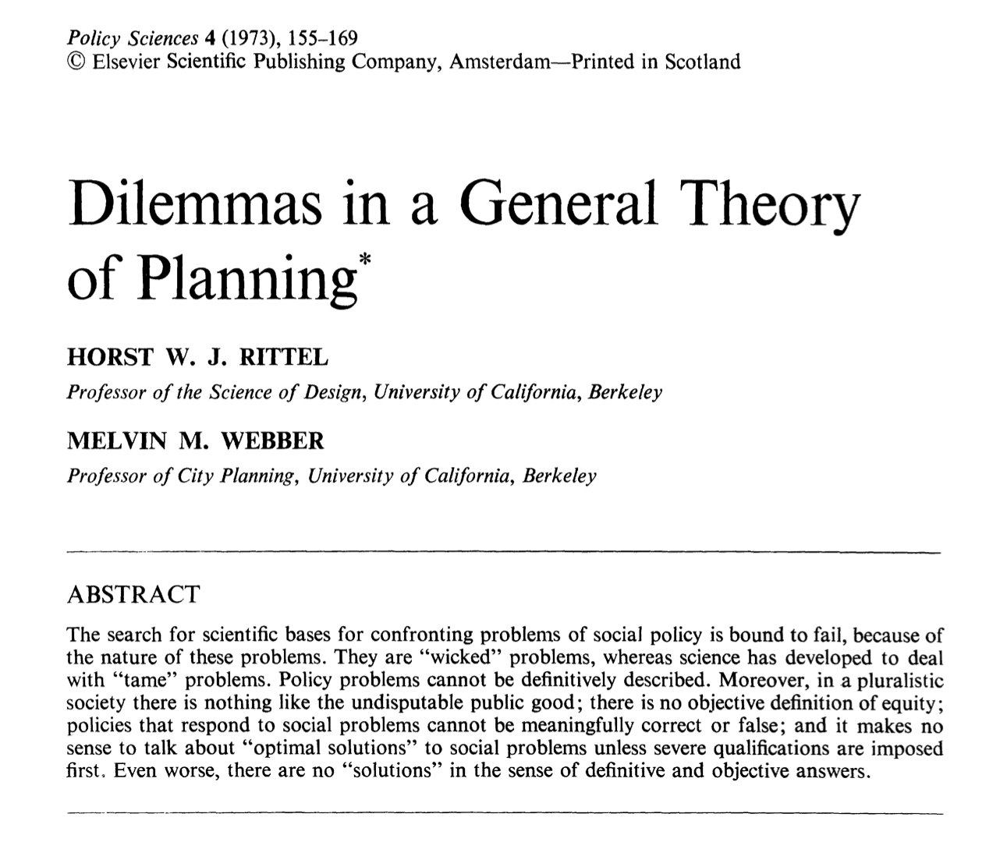 Policy Sciences 4 (1973), 155–169
© Elsevier Scientific Publishing Company, Amsterdam—Printed in Scotland
Dilemmas in a General Theory
of Planning*
HORST W. J. RITTEL
Professor of the Science of Design, University of California, Berkeley
MELVIN M. WEBBER
Professor of City Planning, University of California, Berkeley
ABSTRACT
The search for scientific bases for confronting problems of social policy is bound to fail, because of
the nature of these problems. They are “wicked” problems, whereas science has developed to deal
with “tame” problems. Policy problems cannot be definitively described. Moreover, in a pluralistic
society there is nothing like the undisputable public good; there is no objective definition of equity;
policies that respond to social problems cannot be meaningfully correct or false; and it makes no
sense to talk about “optimal solutions” to social problems unless severe qualifications are imposed
first. Even worse, there are no “solutions” in the sense of definitive and objective answers.